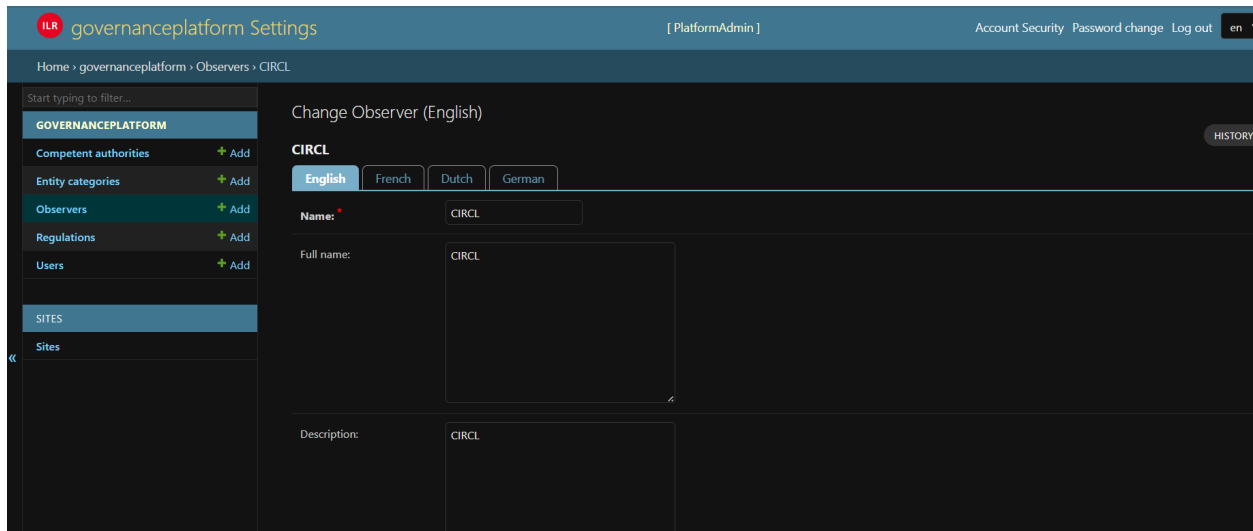 ILR governanceplatform Settings [ PlatformAdmin ] Account Security Password change Log out en
Home › governanceplatform › Observers › CIRCL
Start typing to filter...
GOVERNANCEPLATFORM
Competent authorities + Add
Entity categories + Add
Observers + Add
Regulations + Add
Users + Add
SITES
Sites
«
Change Observer (English)
HISTORY
CIRCL
English French Dutch German
Name: * CIRCL
Full name: CIRCL
Description: CIRCL